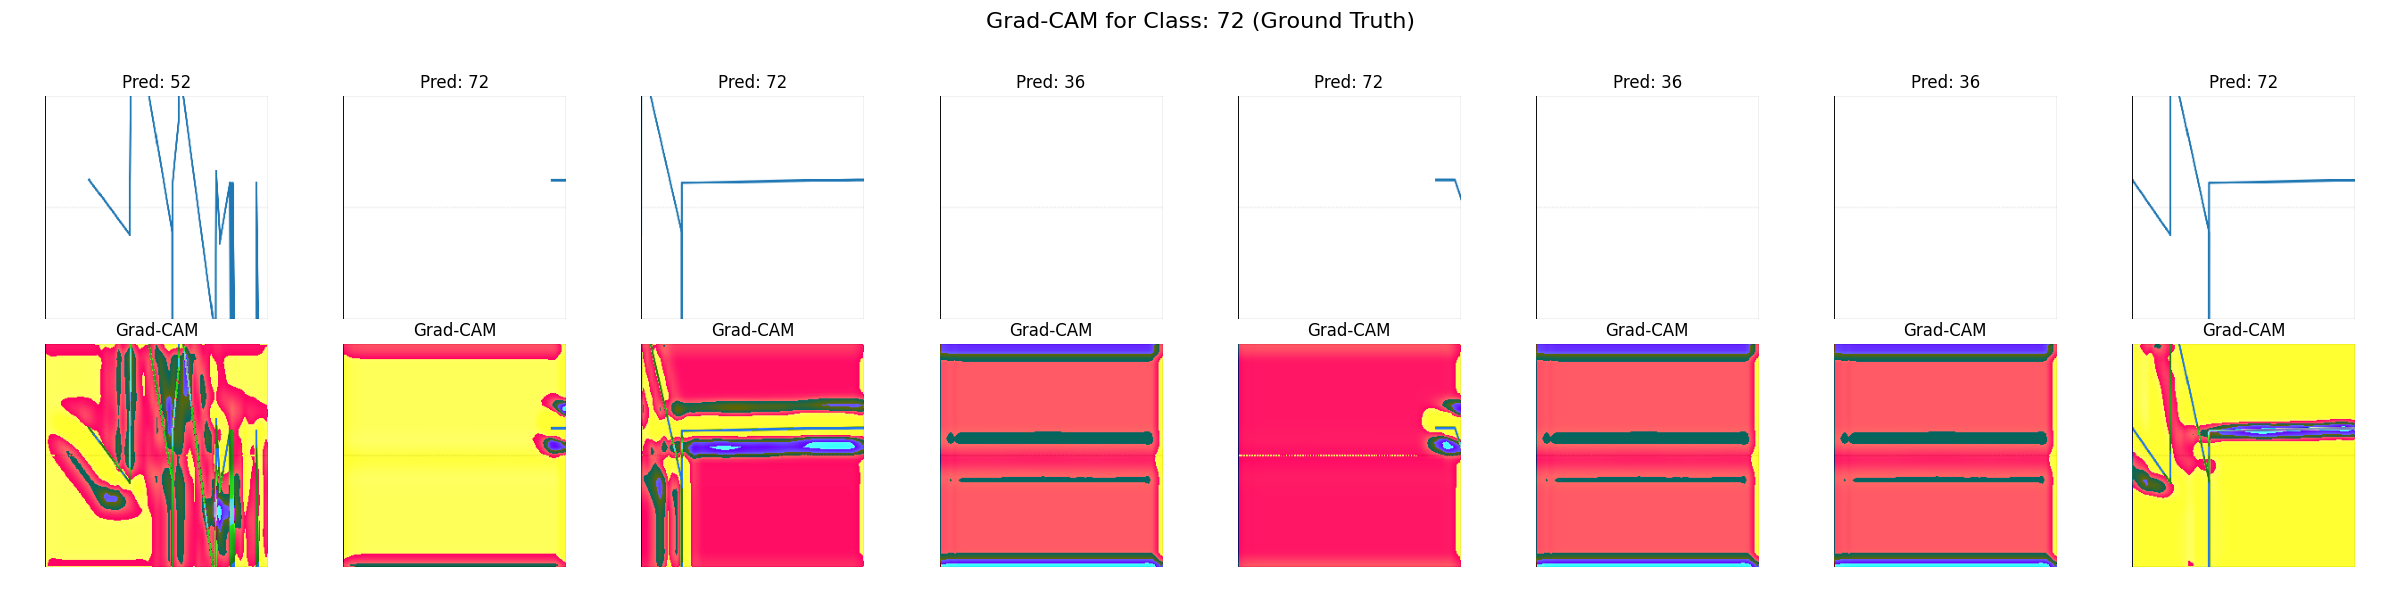 Grad-CAM for Class: 72 (Ground Truth)
Pred: 52 Pred: 72 Pred: 72 Pred: 36 Pred: 72 Pred: 36 Pred: 36 Pred: 72
Grad-CAM Grad-CAM Grad-CAM Grad-CAM Grad-CAM Grad-CAM Grad-CAM Grad-CAM